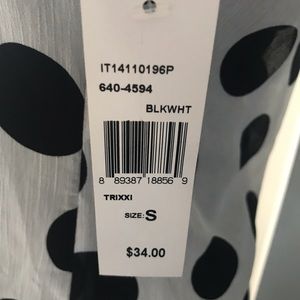 IT14110196P
640-4594
BLKWHT
8 89387 18856 9
TRIXXI
SIZE: S
$34.00